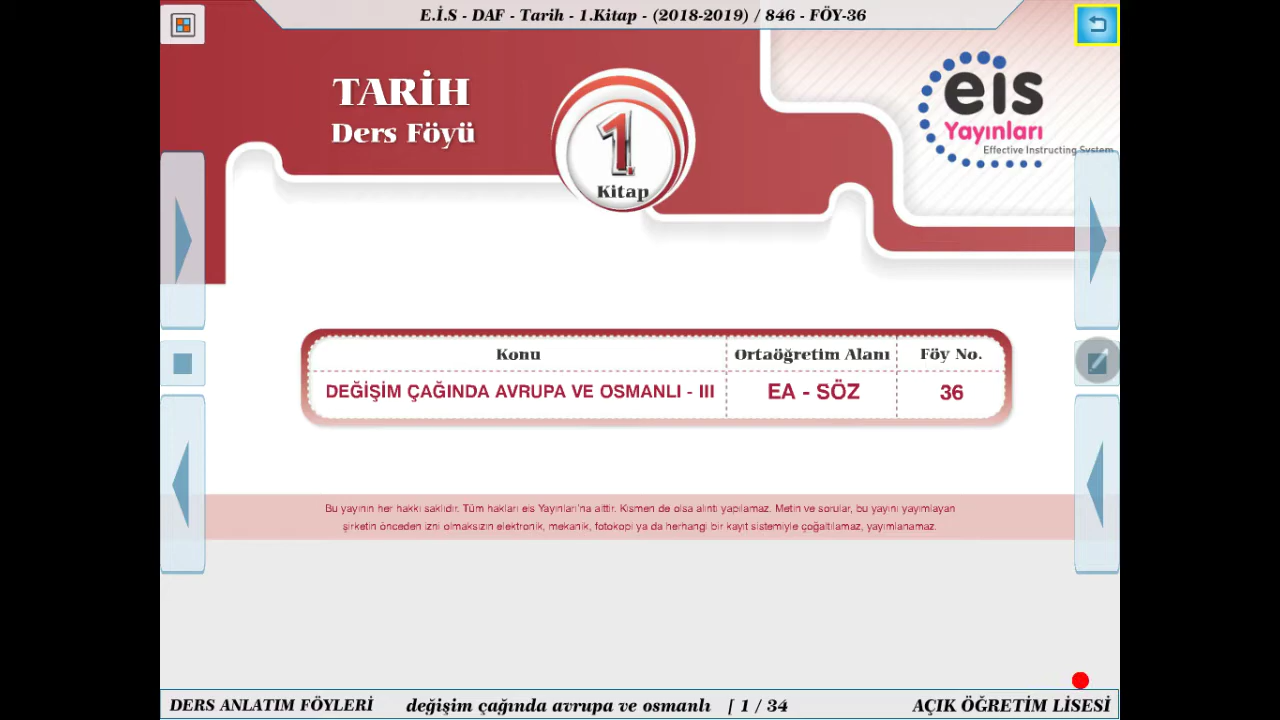 E.İ.S - DAF - Tarih - 1.Kitap - (2018-2019) / 846 - FÖY-36
TARİH
Ders Föyü
1.
Kitap
eis
Yayınları
Effective Instructing System
Konu
Ortaöğretim Alanı
Föy No.
DEĞİŞİM ÇAĞINDA AVRUPA VE OSMANLI - III
EA - SÖZ
36
Bu yayının her hakkı saklıdır. Tüm hakları eis Yayınları'na aittir. Kısmen de olsa alıntı yapılamaz. Metin ve sorular, bu yayını yayımlayan
şirketin önceden izni olmaksızın elektronik, mekanik, fotokopi ya da herhangi bir kayıt sistemiyle çoğaltılamaz, yayımlanamaz.
DERS ANLATIM FÖYLERİ
değişim çağında avrupa ve osmanlı
[ 1 / 34
AÇIK ÖĞRETİM LİSESİ